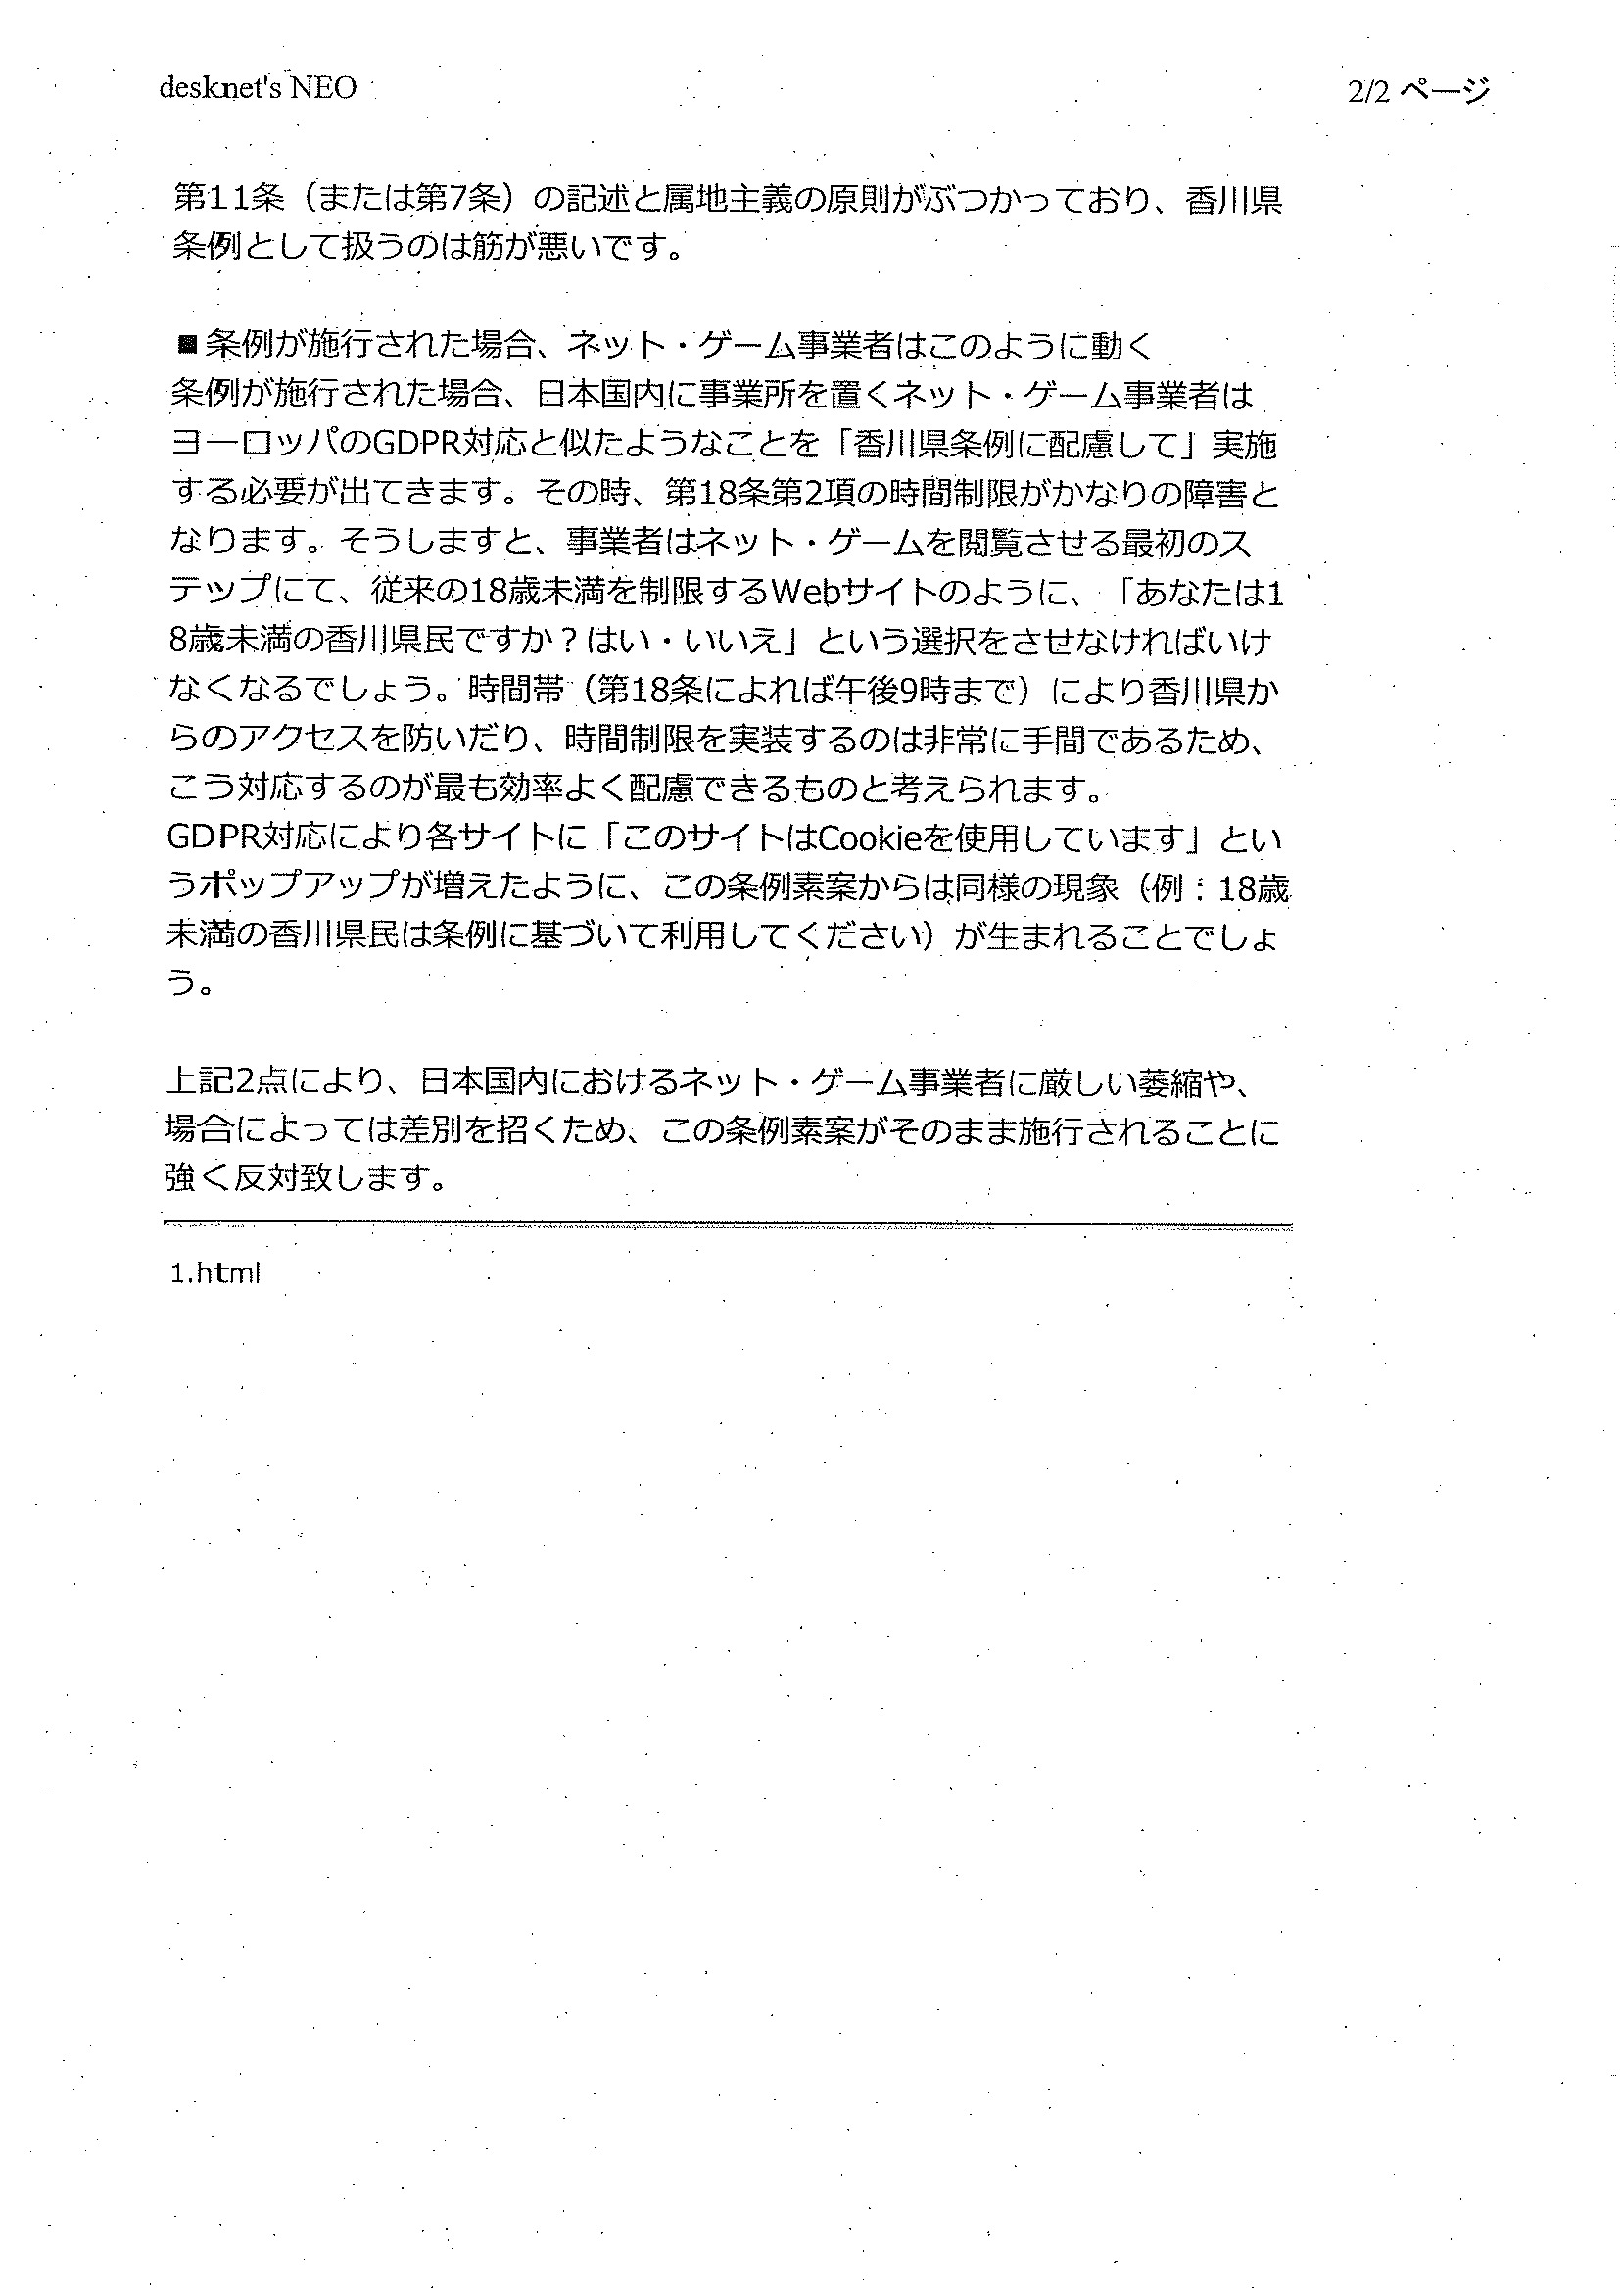 desknet's NEO
2/2 ページ
第11条（または第7条）の記述と属地主義の原則がぶつかっており、香川県
条例として扱うのは筋が悪いです。
■条例が施行された場合、ネット・ゲーム事業者はこのように動く
条例が施行された場合、日本国内に事業所を置くネット・ゲーム事業者は
ヨーロッパのGDPR対応と似たようなことを「香川県条例に配慮して」実施
する必要が出てきます。その時、第18条第2項の時間制限がかなりの障害と
なります。そうしますと、事業者はネット・ゲームを閲覧させる最初のス
テップにて、従来の18歳未満を制限するWebサイトのように、「あなたは1
8歳未満の香川県民ですか？はい・いいえ」という選択をさせなければいけ
なくなるでしょう。時間帯（第18条によれば午後9時まで）により香川県か
らのアクセスを防いだり、時間制限を実装するのは非常に手間であるため、
こう対応するのが最も効率よく配慮できるものと考えられます。
GDPR対応により各サイトに「このサイトはCookieを使用しています」とい
うポップアップが増えたように、この条例素案からは同様の現象（例：18歳
未満の香川県民は条例に基づいて利用してください）が生まれることでしょ
う。
上記2点により、日本国内におけるネット・ゲーム事業者に厳しい萎縮や、
場合によっては差別を招くため、この条例素案がそのまま施行されることに
強く反対致します。
1.html